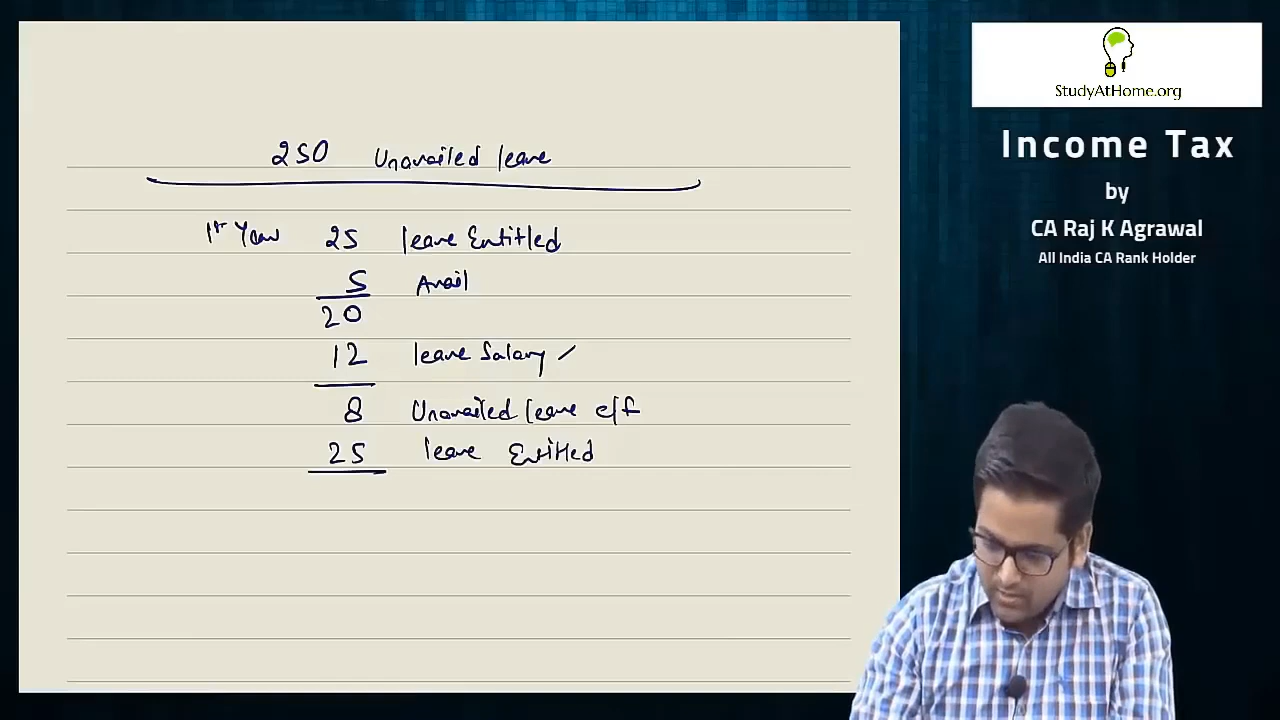 250 Unavailed leave
1st Year 25 leave Entitled
5 Avail
20
12 leave Salary ✓
8 Unavailed leave c/f
25 leave Entitled
StudyAtHome.org
Income Tax
by
CA Raj K Agrawal
All India CA Rank Holder